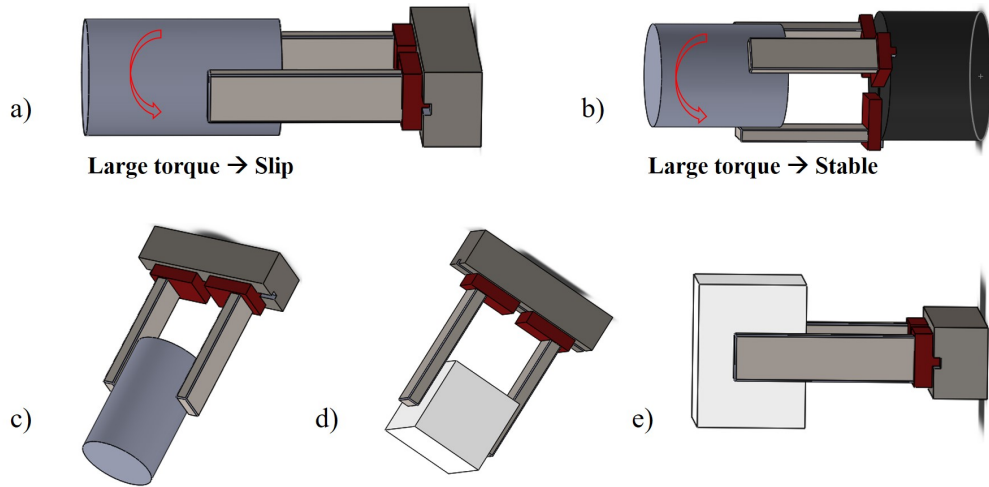 a)
b)
Large torque → Slip
Large torque → Stable
c)
d)
e)